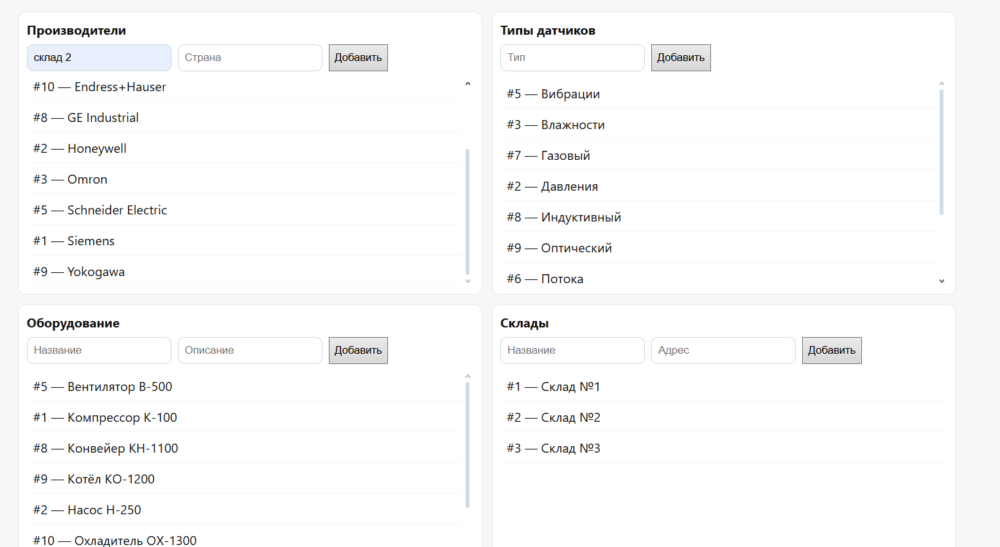 Производители
склад 2
Страна
Добавить
#10 — Endress+Hauser
#8 — GE Industrial
#2 — Honeywell
#3 — Omron
#5 — Schneider Electric
#1 — Siemens
#9 — Yokogawa
Типы датчиков
Тип
Добавить
#5 — Вибрации
#3 — Влажности
#7 — Газовый
#2 — Давления
#8 — Индуктивный
#9 — Оптический
#6 — Потока
Оборудование
Название
Описание
Добавить
#5 — Вентилятор В-500
#1 — Компрессор К-100
#8 — Конвейер КН-1100
#9 — Котёл КО-1200
#2 — Насос Н-250
#10 — Охладитель ОХ-1300
Склады
Название
Адрес
Добавить
#1 — Склад №1
#2 — Склад №2
#3 — Склад №3